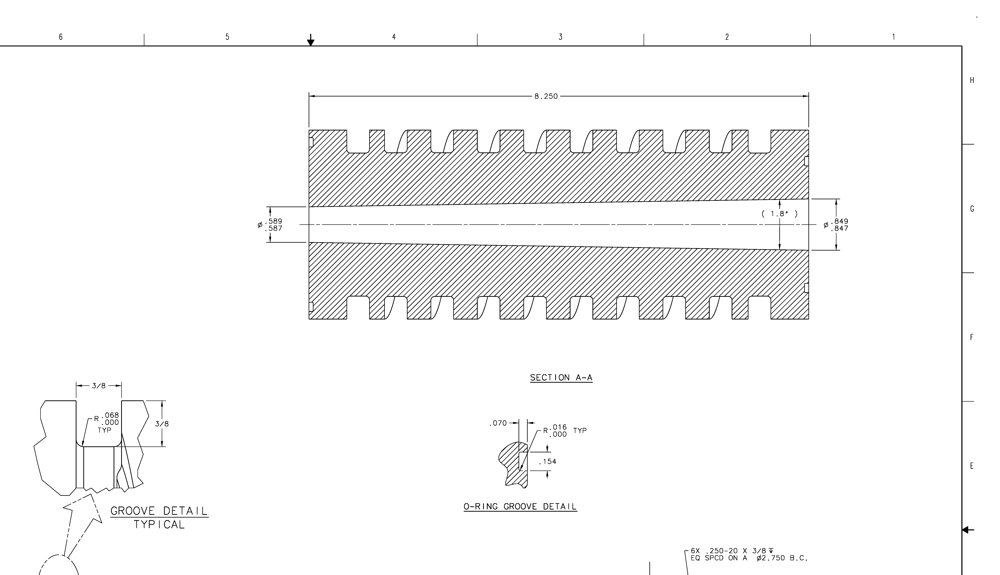 6 5 4 3 2 1
H
8.250
G
( 1.8° )
⌀ .589
.587
⌀ .849
.847
F
SECTION A-A
3/8
R .068
.000
TYP
3/8
.070
R .016 TYP
.000
.154
E
O-RING GROOVE DETAIL
GROOVE DETAIL
TYPICAL
6X .250-20 X 3/8 ↧
EQ SPCD ON A ⌀2.750 B.C.